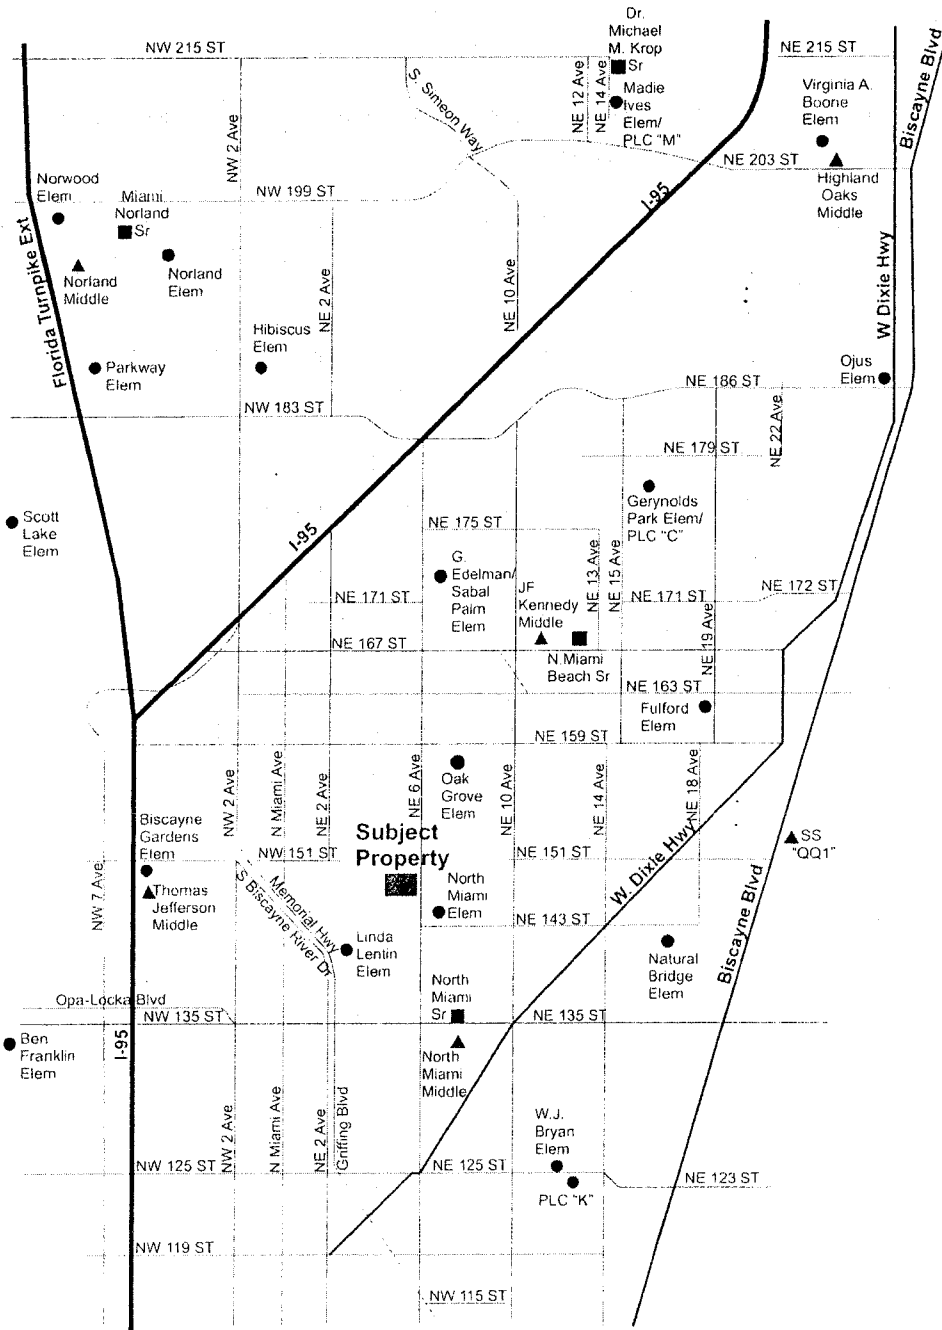 Dr.
Michael
M. Krop
Sr
NW 215 ST
NE 215 ST
Biscayne Blvd
S. Simeon Way
NE 12 Ave
NE 14 Ave
Madie
Ives
Elem/
PLC "M"
Virginia A.
Boone
Elem
NW 2 Ave
NE 203 ST
Highland
Oaks
Middle
Norwood
Elem
Miami
Norland
Sr
NW 199 ST
I-95
Florida Turnpike Ext
Norland
Middle
Norland
Elem
NE 2 Ave
NE 10 Ave
W Dixie Hwy
Hibiscus
Elem
Parkway
Elem
Ojus
Elem
NE 186 ST
NW 183 ST
NE 22 Ave
NE 179 ST
Gerynolds
Park Elem/
PLC "C"
Scott
Lake
Elem
I-95
NE 175 ST
G.
Edelman/
Sabal
Palm
Elem
NE 13 Ave
NE 15 Ave
NE 172 ST
NE 171 ST
JF
Kennedy
Middle
NE 171 ST
NE 19 Ave
NE 167 ST
N.Miami
Beach Sr
NE 163 ST
Fulford
Elem
NE 159 ST
NW 2 Ave
N Miami Ave
NE 2 Ave
NE 6 Ave
Oak
Grove
Elem
NE 10 Ave
NE 14 Ave
NE 18 Ave
Biscayne
Gardens
Elem
Subject
Property
SS
"QQ1"
NW 151 ST
NE 151 ST
W. Dixie Hwy
NW 7 Ave
Thomas
Jefferson
Middle
Memorial Hwy
S Biscayne River Dr
North
Miami
Elem
NE 143 ST
Linda
Lentin
Elem
Natural
Bridge
Elem
Biscayne Blvd
North
Miami
Sr
Opa-Locka Blvd
NW 135 ST
NE 135 ST
Ben
Franklin
Elem
I-95
North
Miami
Middle
NW 2 Ave
N Miami Ave
NE 2 Ave
Griffing Blvd
W.J.
Bryan
Elem
NW 125 ST
NE 125 ST
NE 123 ST
PLC "K"
NW 119 ST
NW 115 ST